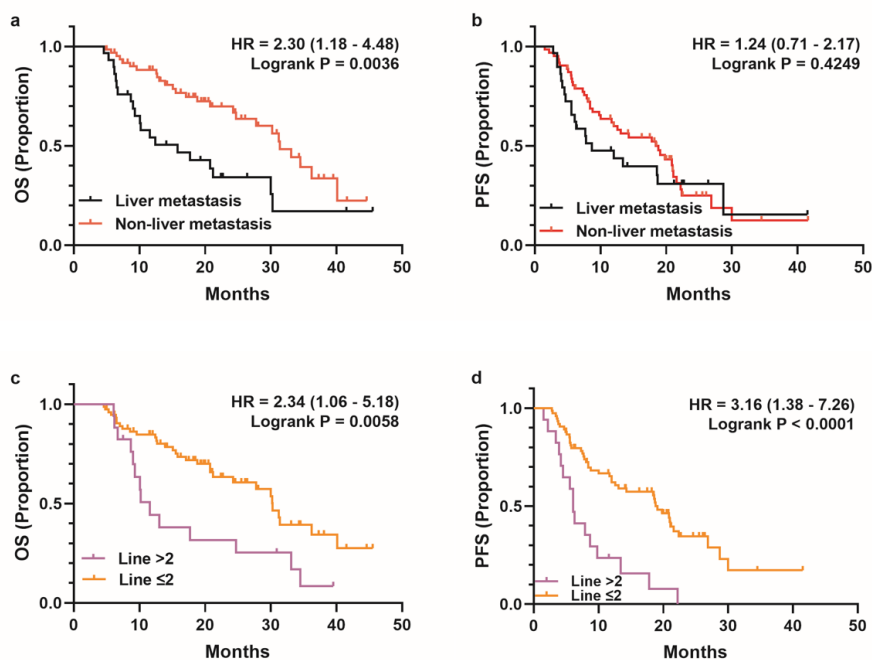 a
HR = 2.30 (1.18 - 4.48)
Logrank P = 0.0036
OS (Proportion)
1.0
0.5
0.0
Liver metastasis
Non-liver metastasis
0 10 20 30 40 50
Months
b
HR = 1.24 (0.71 - 2.17)
Logrank P = 0.4249
PFS (Proportion)
1.0
0.5
0.0
Liver metastasis
Non-liver metastasis
0 10 20 30 40 50
Months
c
HR = 2.34 (1.06 - 5.18)
Logrank P = 0.0058
OS (Proportion)
1.0
0.5
0.0
Line >2
Line ≤2
0 10 20 30 40 50
Months
d
HR = 3.16 (1.38 - 7.26)
Logrank P < 0.0001
PFS (Proportion)
1.0
0.5
0.0
Line >2
Line ≤2
0 10 20 30 40 50
Months